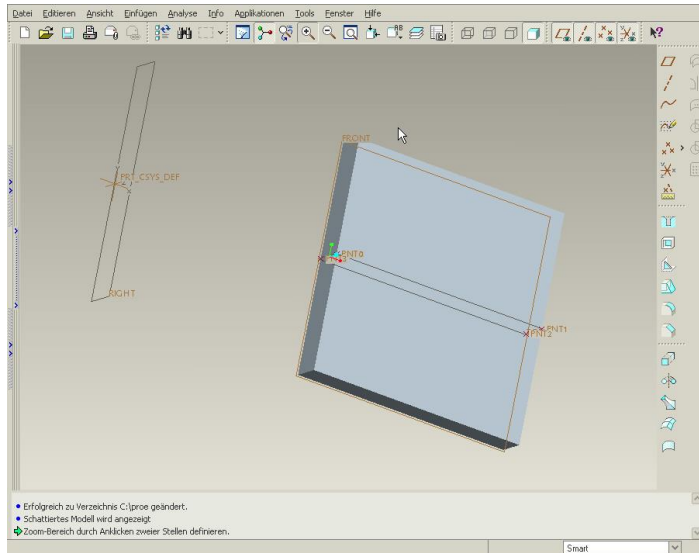 Datei Editieren Ansicht Einfügen Analyse Info Applikationen Tools Fenster Hilfe
FRONT
PRT_CSYS_DEF
PNT0
RIGHT
PNT1
PNT2
Erfolgreich zu Verzeichnis C:\proe geändert.
Schattiertes Modell wird angezeigt
Zoom-Bereich durch Anklicken zweier Stellen definieren.
Smart